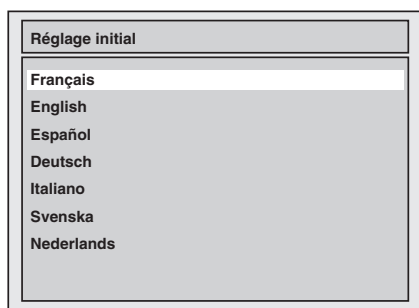 Réglage initial
Français
English
Español
Deutsch
Italiano
Svenska
Nederlands